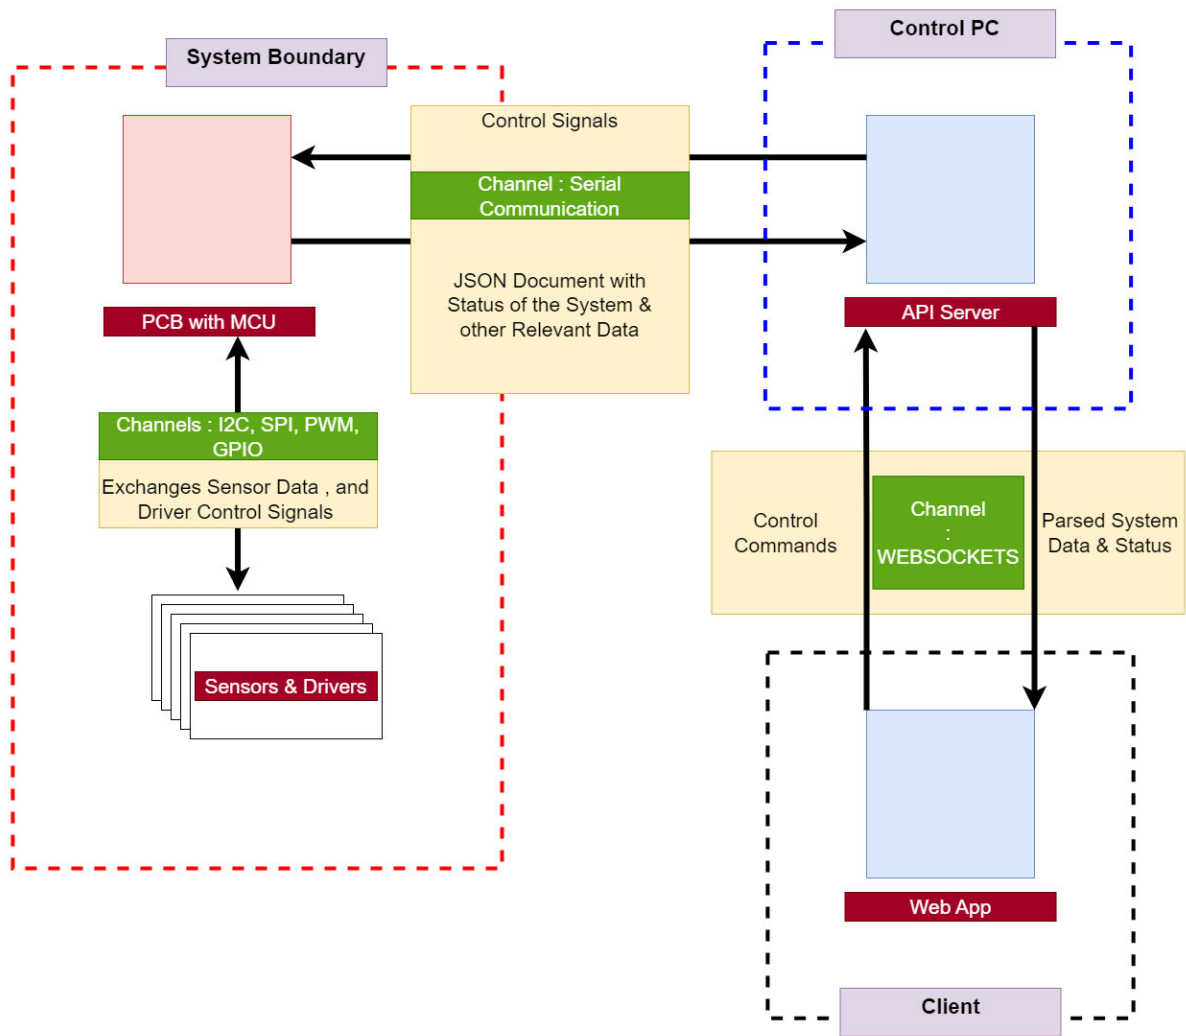 System Boundary
Control PC
Control Signals
Channel : Serial
Communication
JSON Document with
Status of the System &
other Relevant Data
PCB with MCU
API Server
Channels : I2C, SPI, PWM,
GPIO
Exchanges Sensor Data , and
Driver Control Signals
Sensors & Drivers
Control
Commands
Channel
:
WEBSOCKETS
Parsed System
Data & Status
Web App
Client